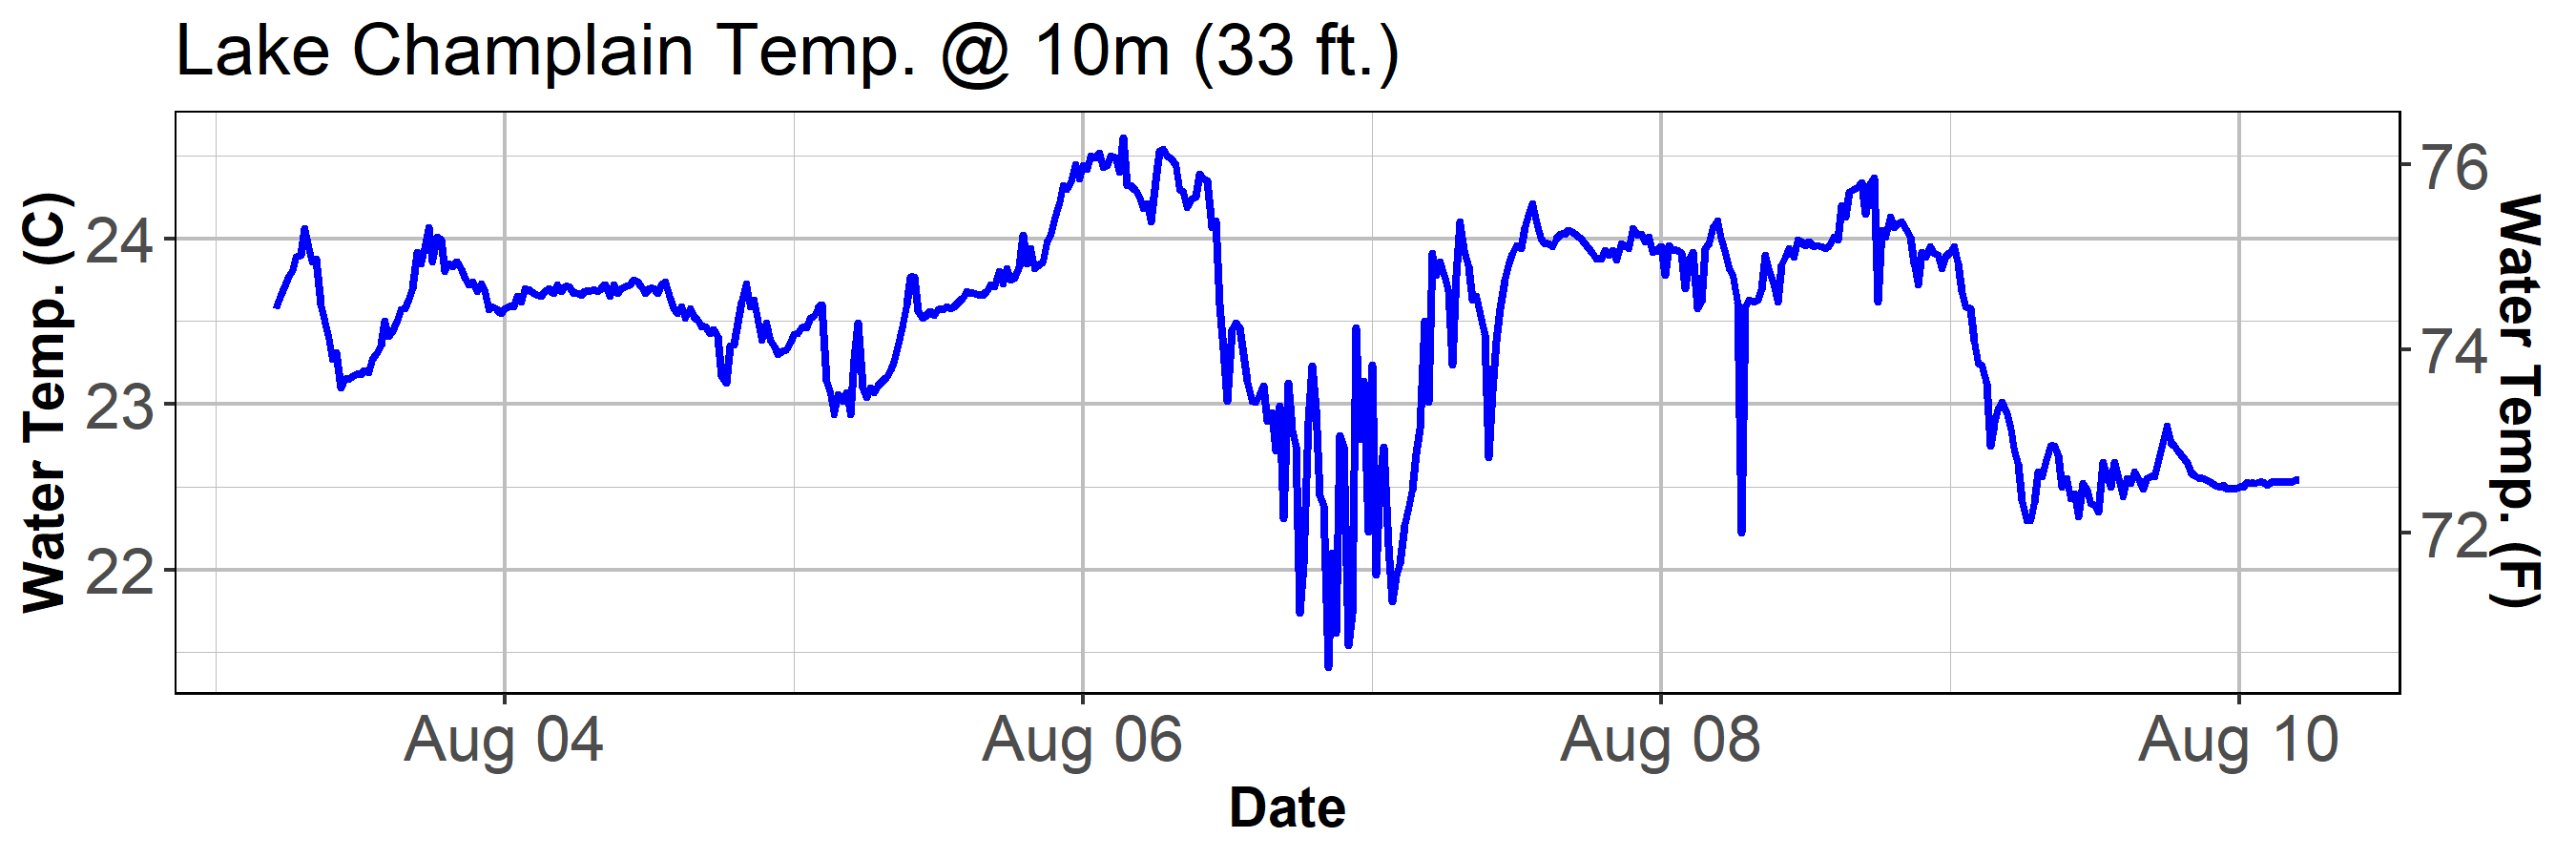 Lake Champlain Temp. @ 10m (33 ft.)
Water Temp. (C)
24
23
22
76
74
72
Water Temp. (F)
Aug 04
Aug 06
Aug 08
Aug 10
Date